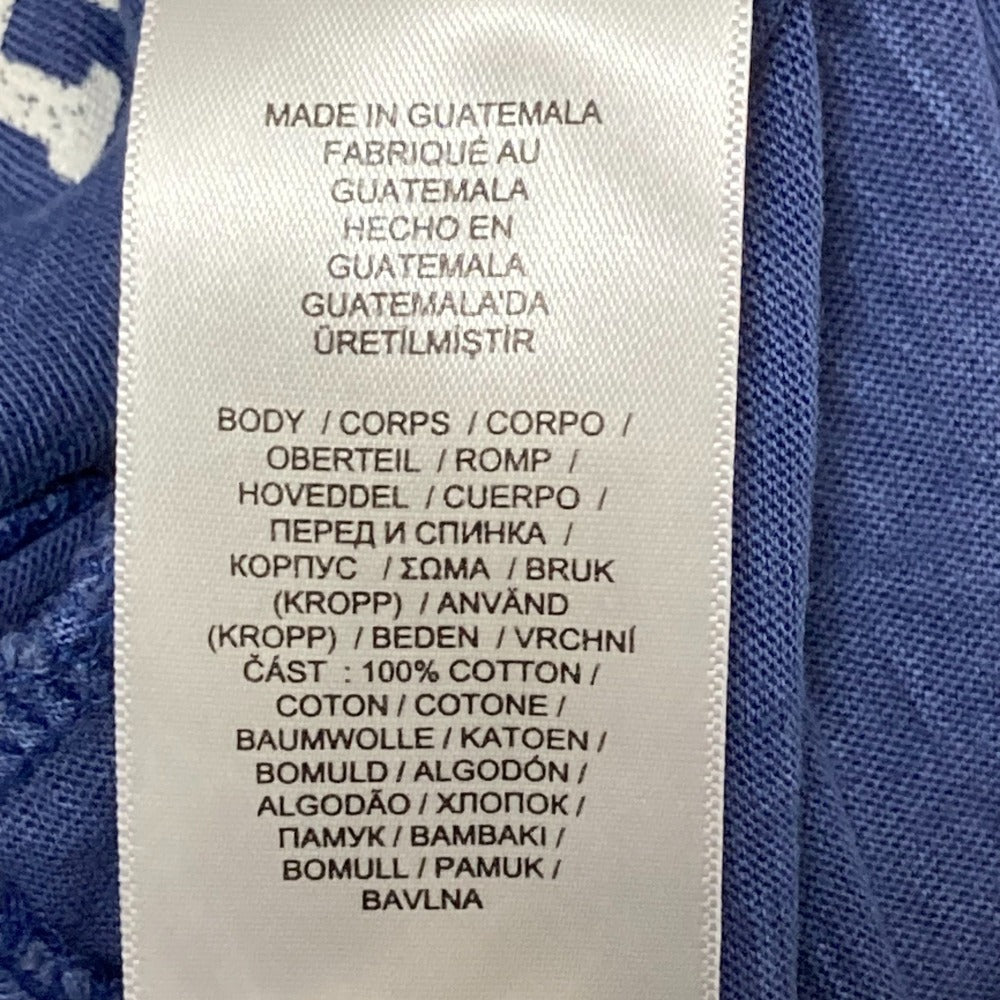 MADE IN GUATEMALA
FABRIQUÉ AU
GUATEMALA
HECHO EN
GUATEMALA
GUATEMALA'DA
ÜRETİLMİŞTİR
BODY / CORPS / CORPO /
OBERTEIL / ROMP /
HOVEDDEL / CUERPO /
ПЕРЕД И СПИНКА /
КОРПУС / ΣΩΜΑ / BRUK
(KROPP) / ANVÄND
(KROPP) / BEDEN / VRCHNÍ
ČÁST : 100% COTTON /
COTON / COTONE /
BAUMWOLLE / KATOEN /
BOMULD / ALGODÓN /
ALGODÃO / ХЛОПОК /
ПАМУК / BAMBAKI /
BOMULL / PAMUK /
BAVLNA